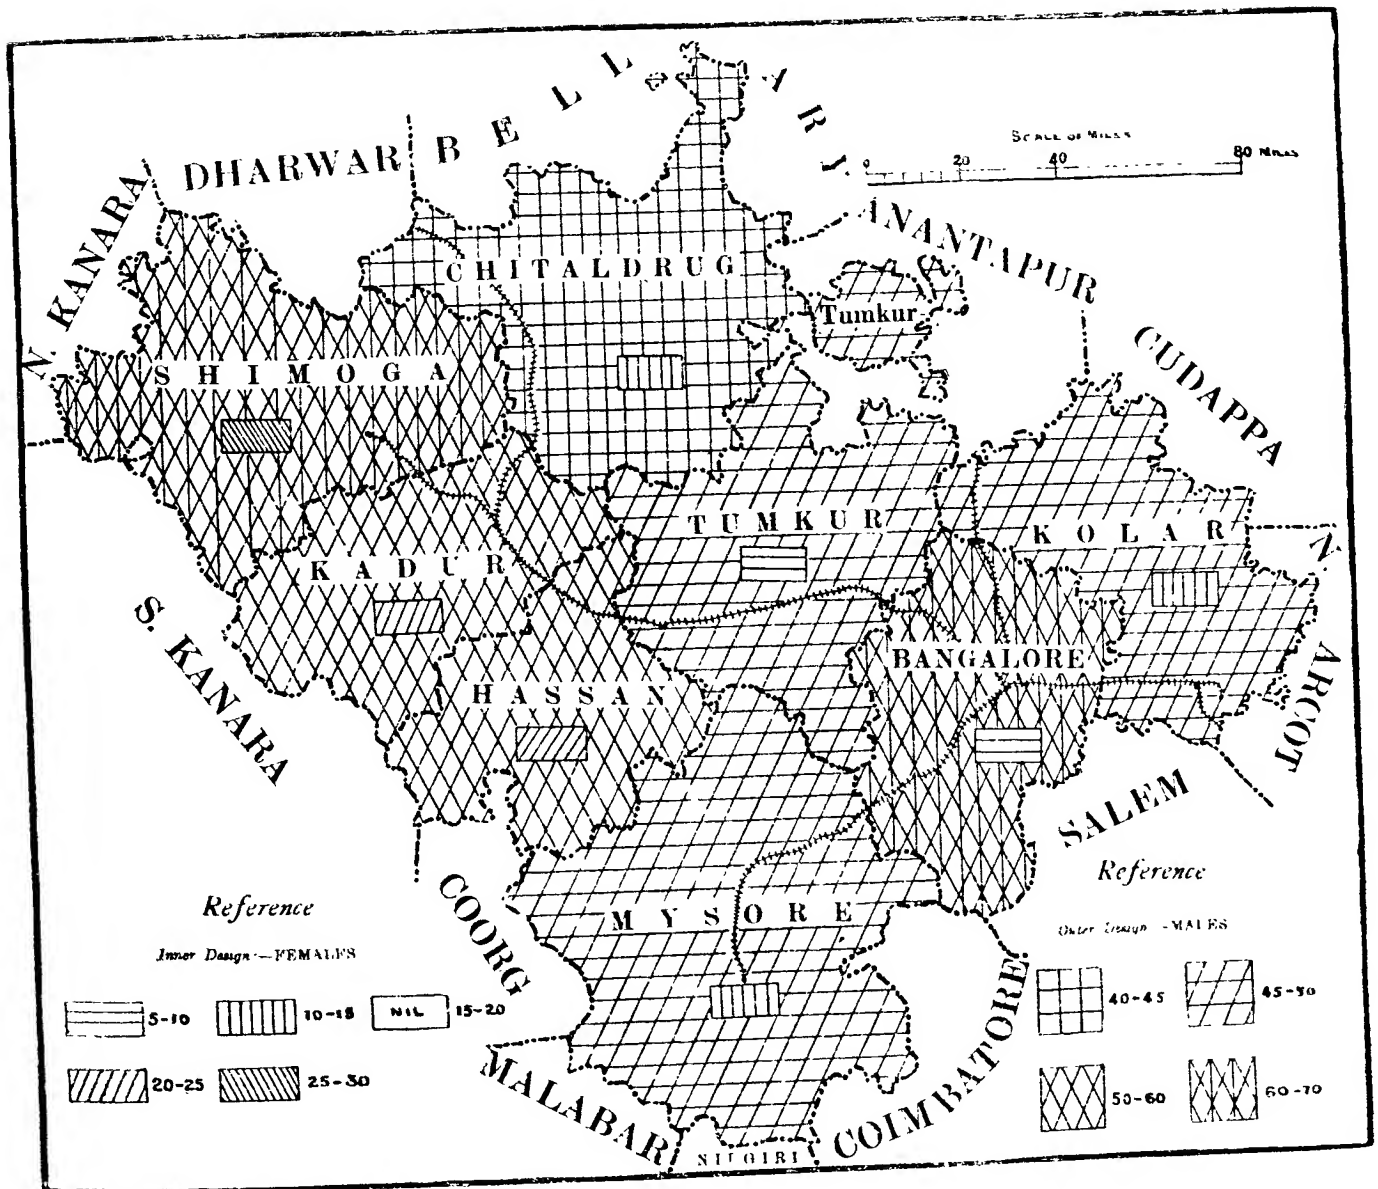 DHARWAR
BELLARY
N. KANARA
SCALE OF MILES
0 20 40 80 MILES
ANANTAPUR
CHITALDRUG
Tumkur
CUDAPPA
SHIMOGA
TUMKUR
KOLAR
N. ARCOT
KADUR
S. KANARA
BANGALORE
HASSAN
SALEM
COORG
MYSORE
Reference
Inner Design—FEMALES
5-10
10-15
NIL 15-20
20-25
25-30
Reference
Outer Design—MALES
40-45
45-50
50-60
60-70
MALABAR
NILGIRI
COIMBATORE